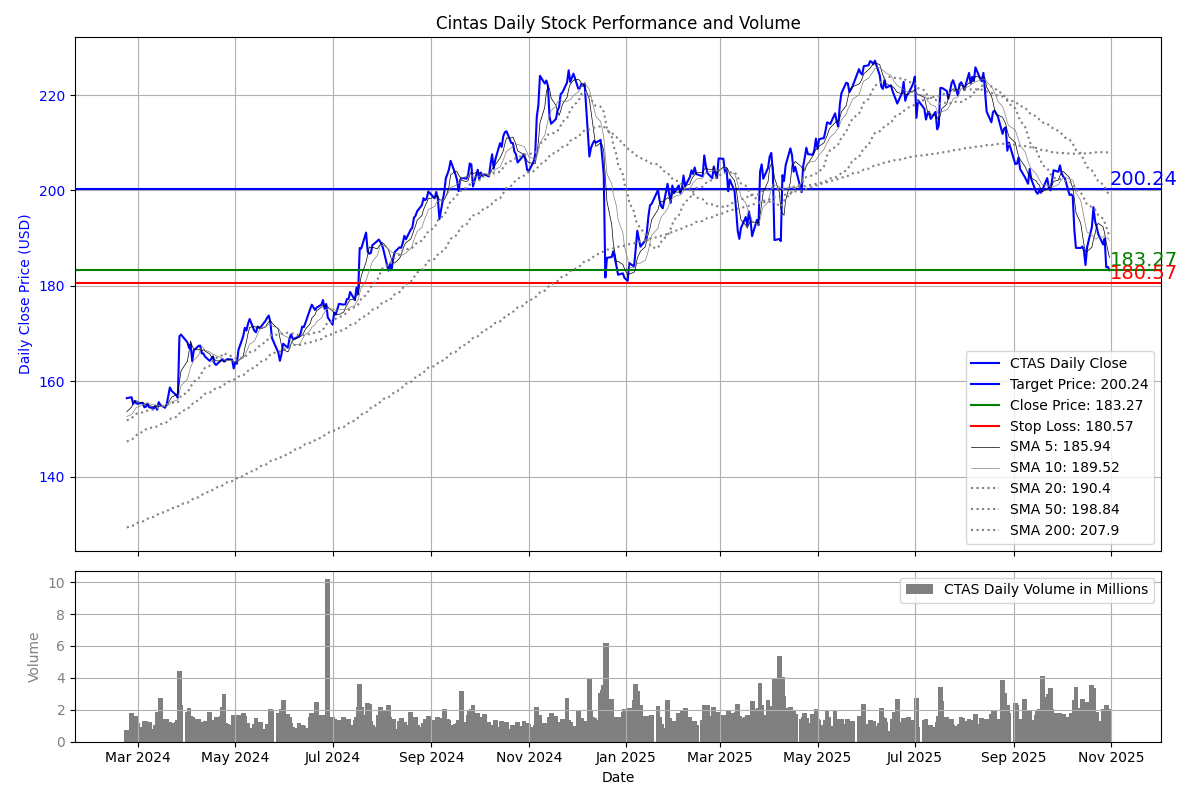 Cintas Daily Stock Performance and Volume
Daily Close Price (USD)
220
200
180
160
140
200.24
183.27
180.57
CTAS Daily Close
Target Price: 200.24
Close Price: 183.27
Stop Loss: 180.57
SMA 5: 185.94
SMA 10: 189.52
SMA 20: 190.4
SMA 50: 198.84
SMA 200: 207.9
Volume
10
8
6
4
2
0
CTAS Daily Volume in Millions
Mar 2024 May 2024 Jul 2024 Sep 2024 Nov 2024 Jan 2025 Mar 2025 May 2025 Jul 2025 Sep 2025 Nov 2025
Date